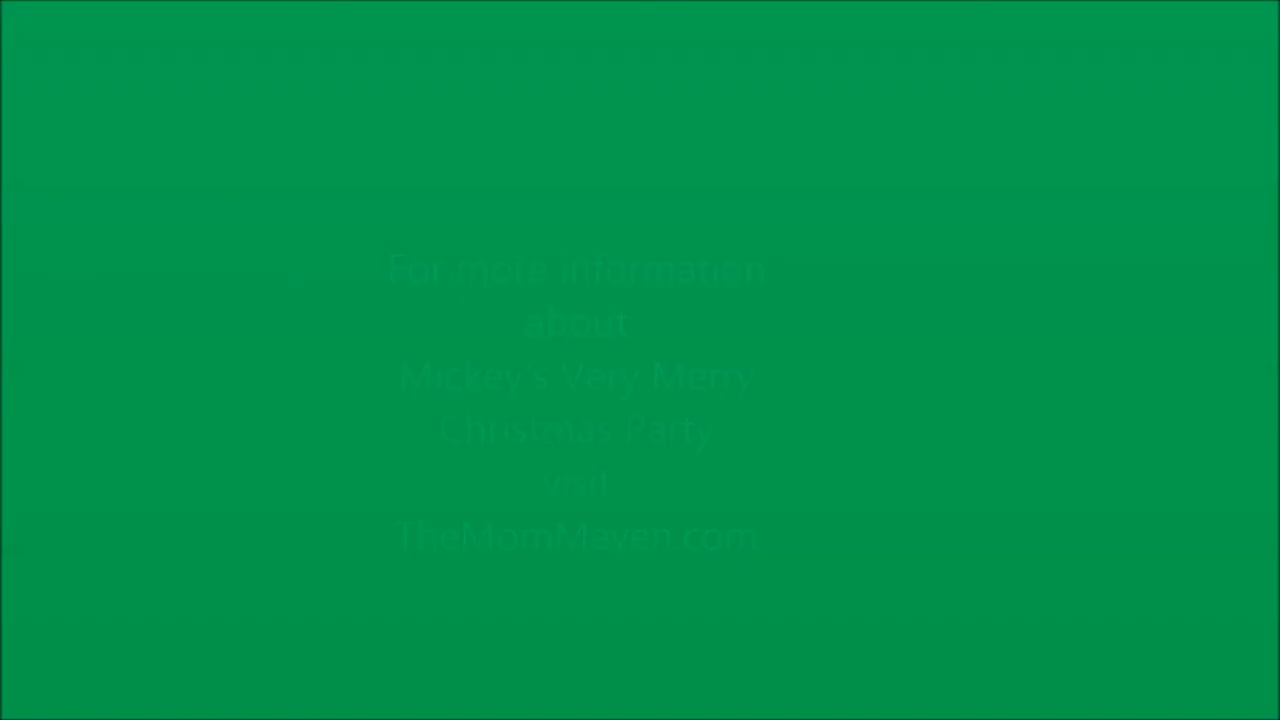 For more information
about
Mickey's Very Merry
Christmas Party
visit
TheMomMaven.com